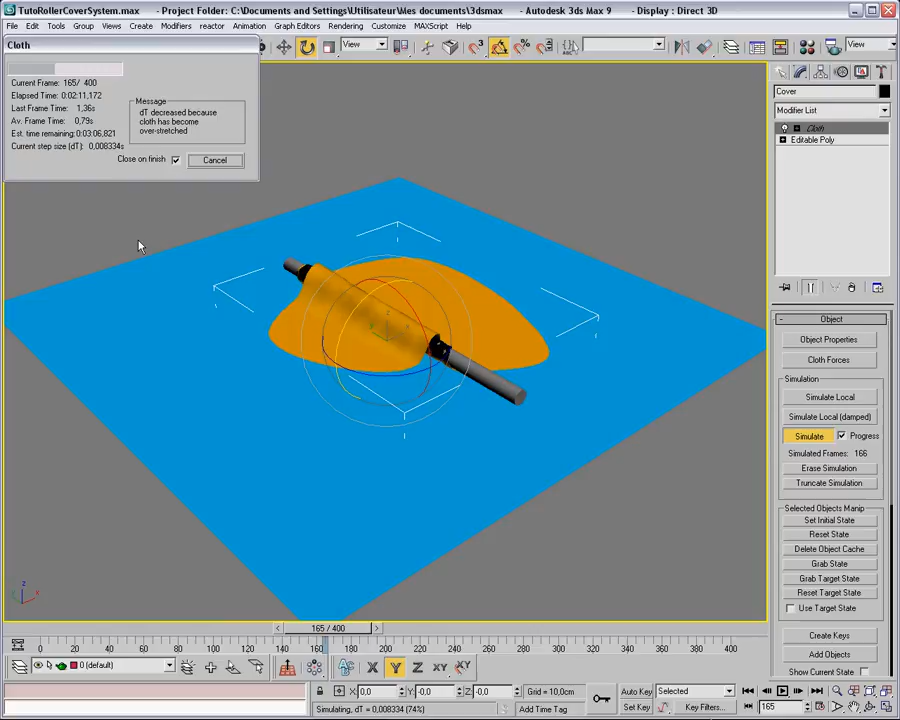 TutoRollerCoverSystem.max - Project Folder: C:\Documents and Settings\Utilisateur\Mes documents\3dsmax - Autodesk 3ds Max 9 - Display : Direct 3D
File Edit Tools Group Views Create Modifiers reactor Animation Graph Editors Rendering Customize MAXScript Help
View
View
Cloth
Current Frame: 165/ 400
Elapsed Time: 0:02:11,172
Last Frame Time: 1,36s
Av. Frame Time: 0,79s
Est. time remaining:0:03:06,821
Current step size (dT): 0,008334s
Message
dT decreased because
cloth has become
over-stretched
Close on finish
Cancel
Cover
Modifier List
Cloth
Editable Poly
- Object
Object Properties
Cloth Forces
Simulation
Simulate Local
Simulate Local (damped)
Simulate Progress
Simulated Frames: 166
Erase Simulation
Truncate Simulation
Selected Objects Manip
Set Initial State
Reset State
Delete Object Cache
Grab State
Grab Target State
Reset Target State
Use Target State
Create Keys
Add Objects
Show Current State
z
x
< 165 / 400 >
0 20 40 60 80 100 120 140 160 180 200 220 240 260 280 300 320 340 360 380 400
0 (default)
X Y Z XY XY
X: 0,0 Y: -0,0 Z: -0,0 Grid = 10,0cm
Auto Key Selected
Simulating, dT = 0,008334 (74%)
Add Time Tag
Set Key Key Filters...
165